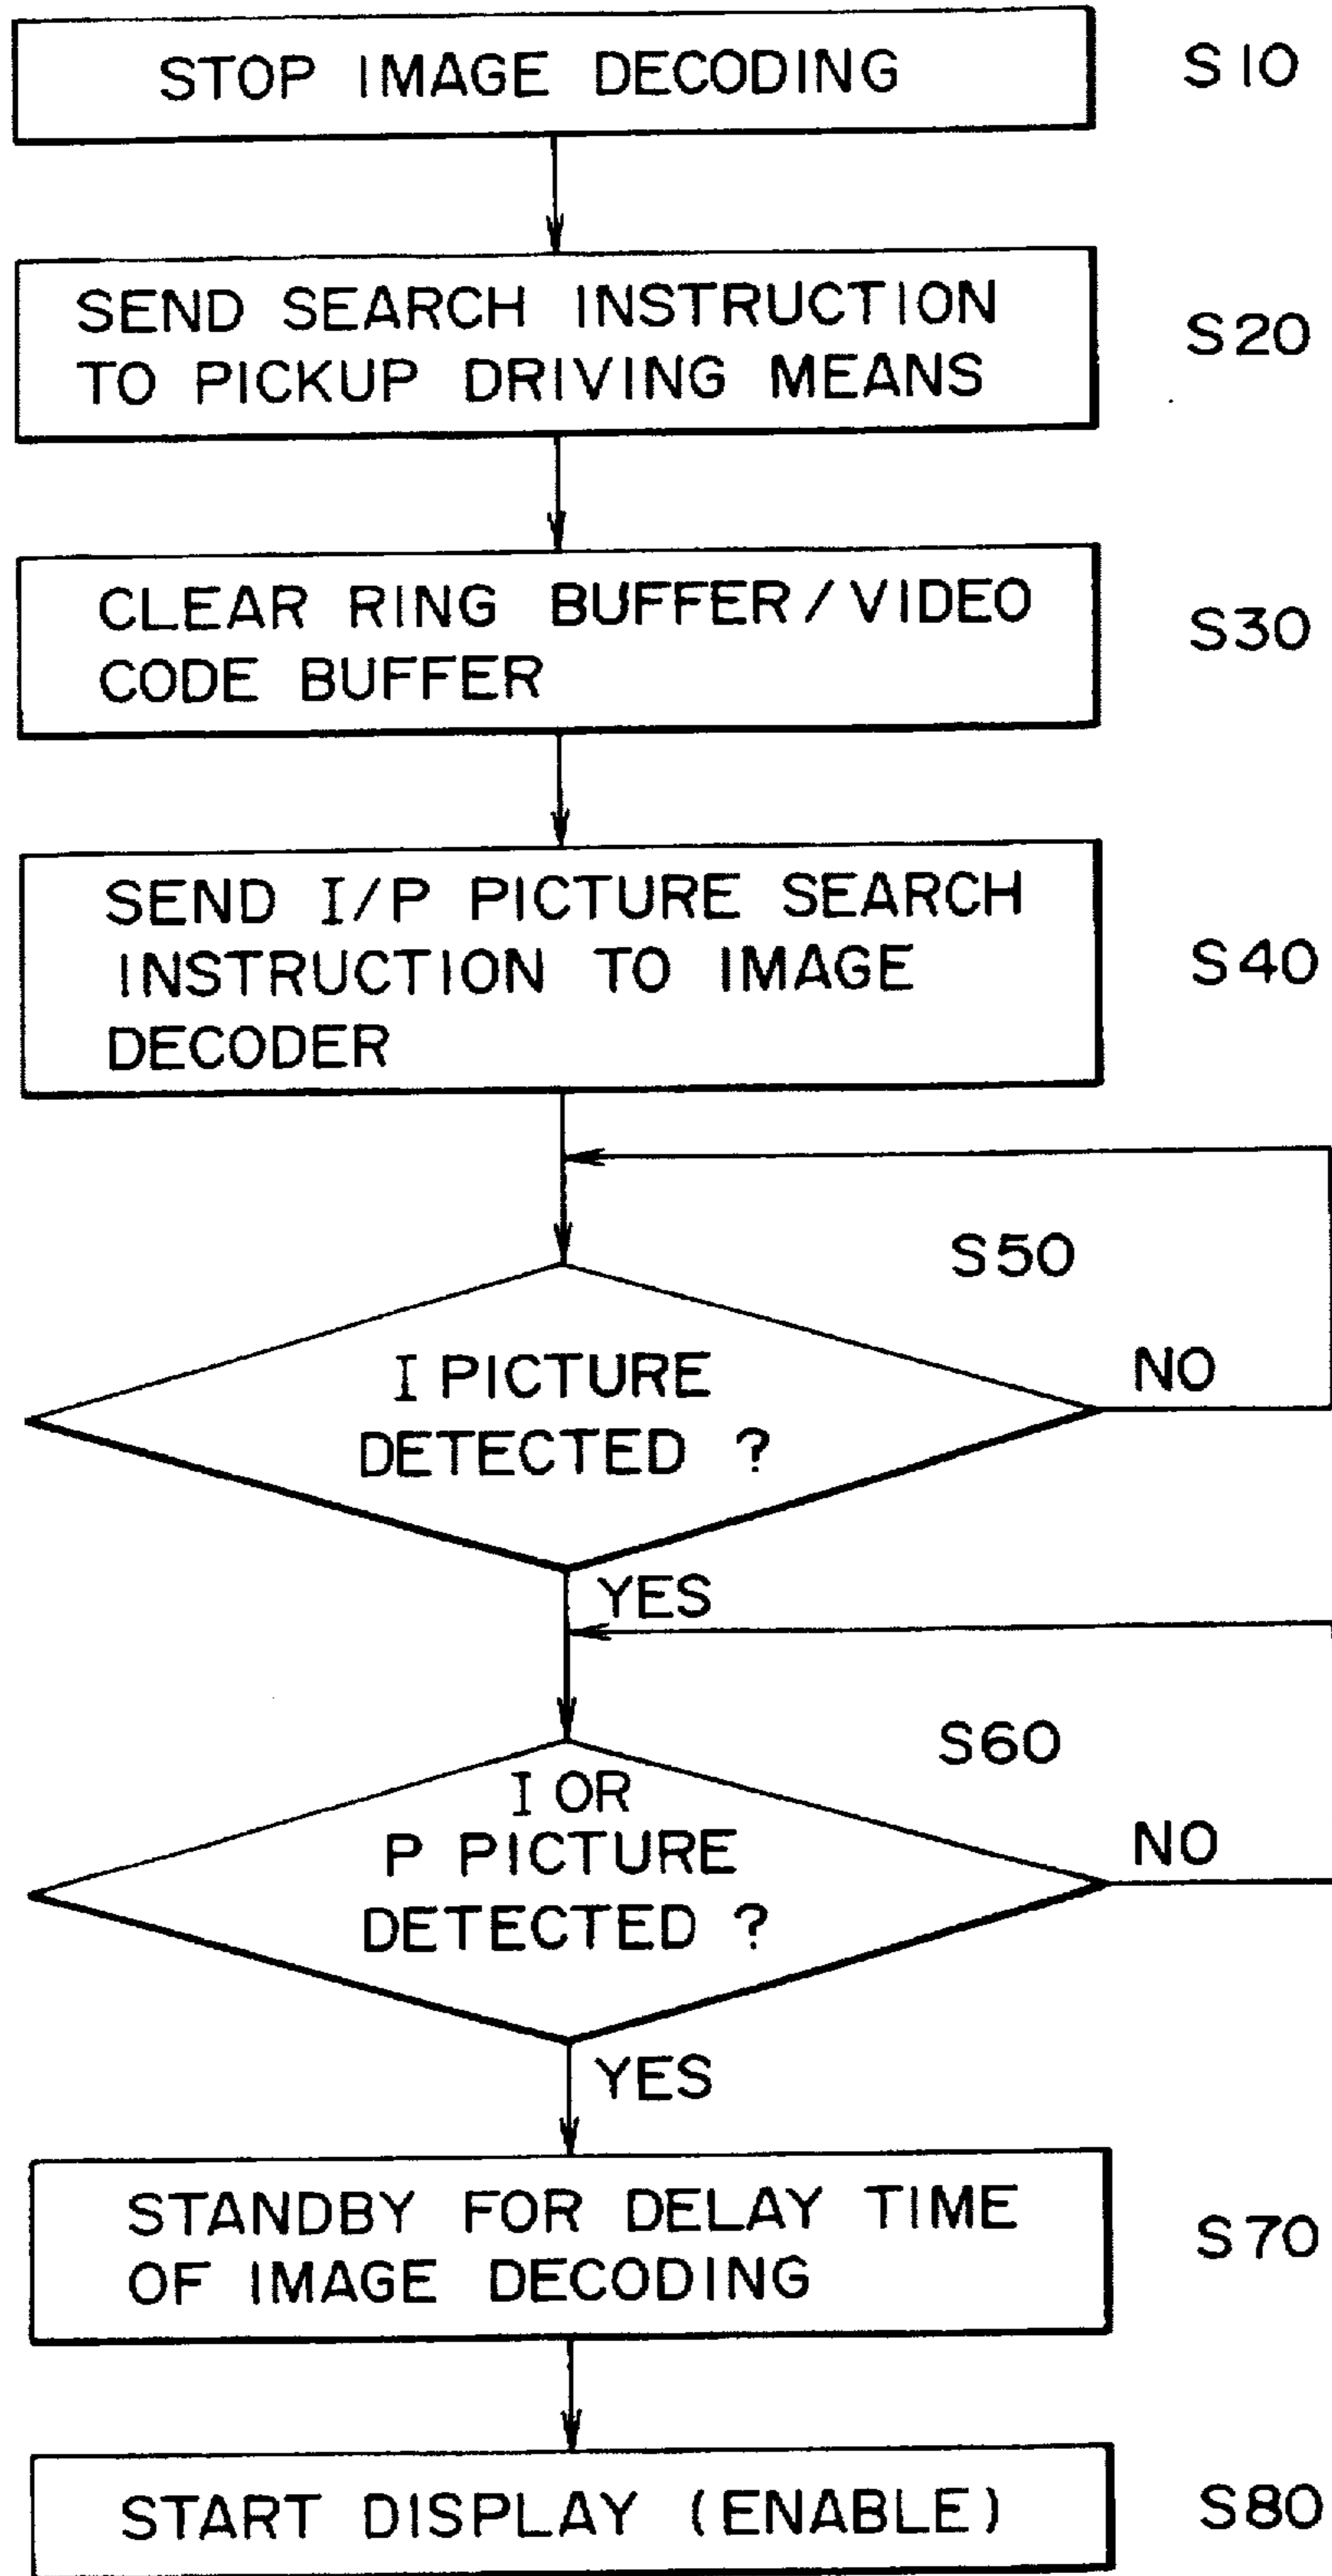 STOP IMAGE DECODING
S10
SEND SEARCH INSTRUCTION
TO PICKUP DRIVING MEANS
S20
CLEAR RING BUFFER/VIDEO
CODE BUFFER
S30
SEND I/P PICTURE SEARCH
INSTRUCTION TO IMAGE
DECODER
S40
S50
I PICTURE
DETECTED ?
NO
YES
S60
I OR
P PICTURE
DETECTED ?
NO
YES
STANDBY FOR DELAY TIME
OF IMAGE DECODING
S70
START DISPLAY (ENABLE)
S80